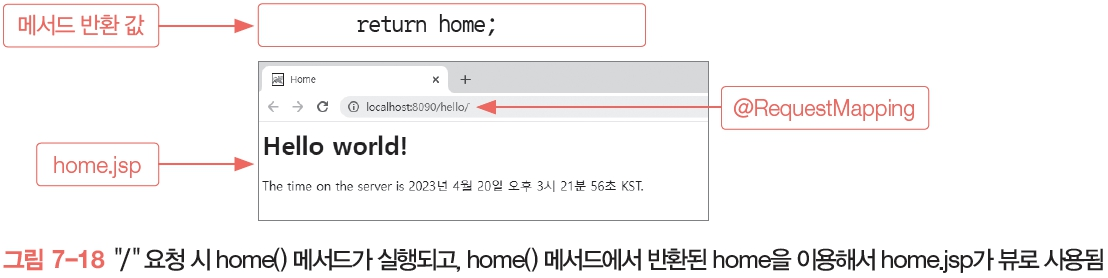 메서드 반환 값
return home;
Home × +
localhost:8090/hello/
@RequestMapping
Hello world!
home.jsp
The time on the server is 2023년 4월 20일 오후 3시 21분 56초 KST.
그림 7-18 "/" 요청 시 home() 메서드가 실행되고, home() 메서드에서 반환된 home을 이용해서 home.jsp가 뷰로 사용됨